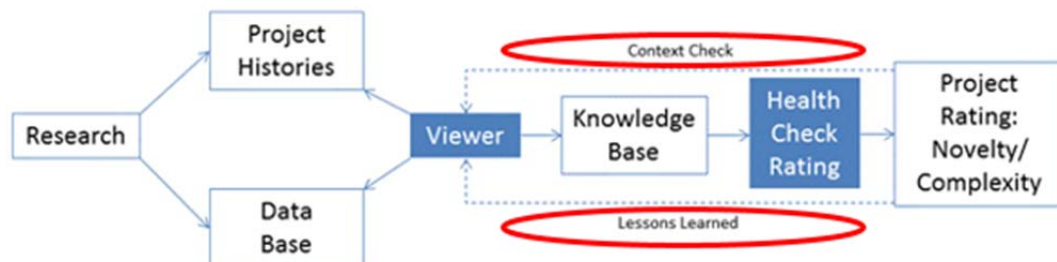 Project
Histories
Context Check
Research
Viewer
Knowledge
Base
Health
Check
Rating
Project
Rating:
Novelty/
Complexity
Data
Base
Lessons Learned